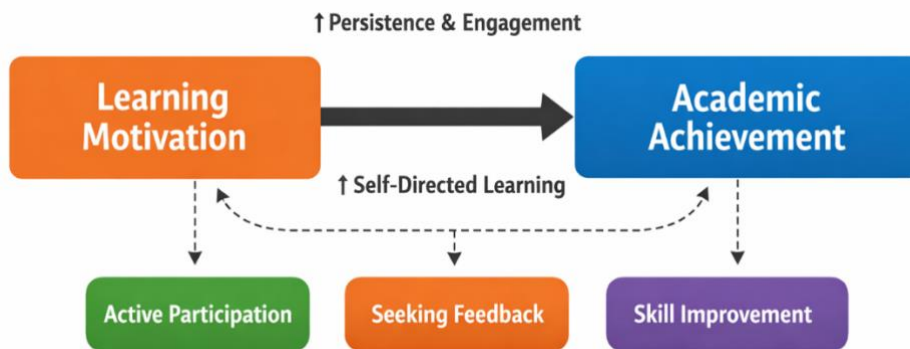 ↑ Persistence & Engagement
Learning
Motivation
Academic
Achievement
↑ Self-Directed Learning
Active Participation
Seeking Feedback
Skill Improvement